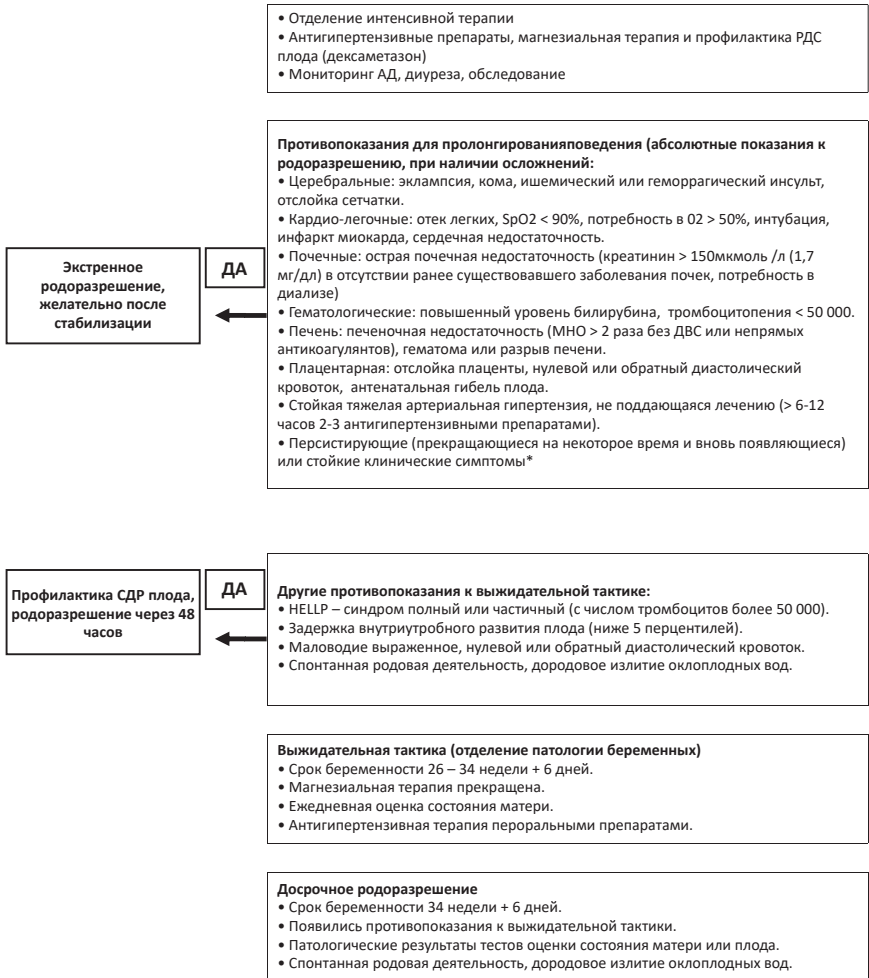 • Отделение интенсивной терапии
• Антигипертензивные препараты, магнезиальная терапия и профилактика РДС
плода (дексаметазон)
• Мониторинг АД, диуреза, обследование
Противопоказания для пролонгированияповедения (абсолютные показания к
родоразрешению, при наличии осложнений:
• Церебральные: эклампсия, кома, ишемический или геморрагический инсульт,
отслойка сетчатки.
• Кардио-легочные: отек легких, SpO2 < 90%, потребность в 02 > 50%, интубация,
инфаркт миокарда, сердечная недостаточность.
• Почечные: острая почечная недостаточность (креатинин > 150мкмоль /л (1,7
мг/дл) в отсутствии ранее существовавшего заболевания почек, потребность в
диализе)
• Гематологические: повышенный уровень билирубина, тромбоцитопения < 50 000.
• Печень: печеночная недостаточность (МНО > 2 раза без ДВС или непрямых
антикоагулянтов), гематома или разрыв печени.
• Плацентарная: отслойка плаценты, нулевой или обратный диастолический
кровоток, антенатальная гибель плода.
• Стойкая тяжелая артериальная гипертензия, не поддающаяся лечению (> 6-12
часов 2-3 антигипертензивными препаратами).
• Персистирующие (прекращающиеся на некоторое время и вновь появляющиеся)
или стойкие клинические симптомы*
ДА
Экстренное
родоразрешение,
желательно после
стабилизации
Другие противопоказания к выжидательной тактике:
• HELLP – синдром полный или частичный (с числом тромбоцитов более 50 000).
• Задержка внутриутробного развития плода (ниже 5 перцентилей).
• Маловодие выраженное, нулевой или обратный диастолический кровоток.
• Спонтанная родовая деятельность, дородовое излитие околоплодных вод.
ДА
Профилактика СДР плода,
родоразрешение через 48
часов
Выжидательная тактика (отделение патологии беременных)
• Срок беременности 26 – 34 недели + 6 дней.
• Магнезиальная терапия прекращена.
• Ежедневная оценка состояния матери.
• Антигипертензивная терапия пероральными препаратами.
Досрочное родоразрешение
• Срок беременности 34 недели + 6 дней.
• Появились противопоказания к выжидательной тактики.
• Патологические результаты тестов оценки состояния матери или плода.
• Спонтанная родовая деятельность, дородовое излитие околоплодных вод.